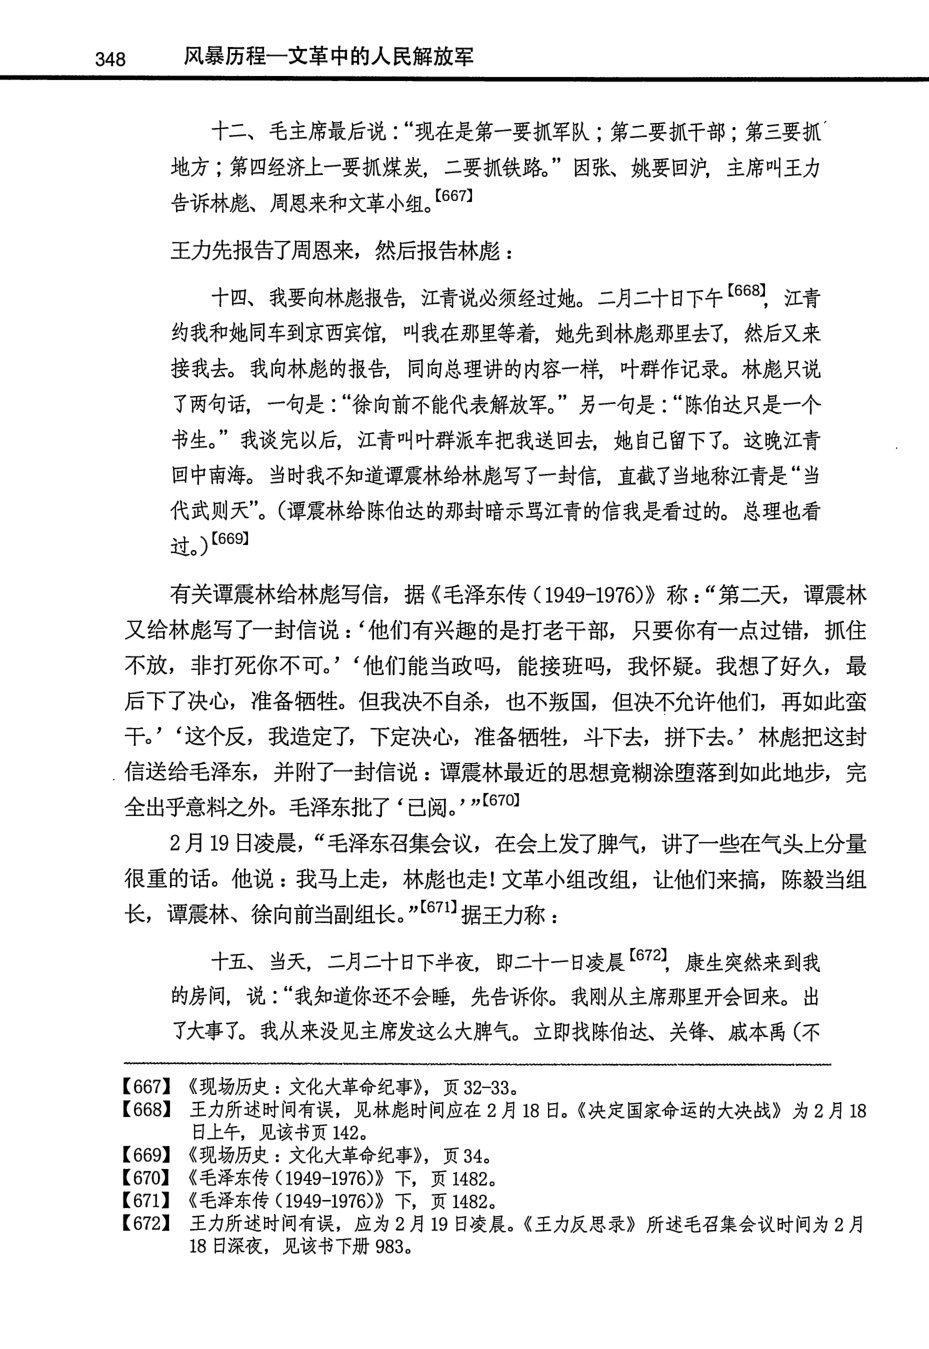 348 风暴历程—文革中的人民解放军
十二、毛主席最后说：“现在是第一要抓军队；第二要抓干部；第三要抓
地方；第四经济上一要抓煤炭，二要抓铁路。”因张、姚要回沪，主席叫王力
告诉林彪、周恩来和文革小组。【667】
王力先报告了周恩来，然后报告林彪：
十四、我要向林彪报告，江青说必须经过她。二月二十日下午【668】，江青
约我和她同车到京西宾馆，叫我在那里等着，她先到林彪那里去了，然后又来
接我去。我向林彪的报告，同向总理讲的内容一样，叶群作记录。林彪只说
了两句话，一句是：“徐向前不能代表解放军。”另一句是：“陈伯达只是一个
书生。”我谈完以后，江青叫叶群派车把我送回去，她自己留下了。这晚江青
回中南海。当时我不知道谭震林给林彪写了一封信，直截了当地称江青是“当
代武则天”。（谭震林给陈伯达的那封暗示骂江青的信我是看过的。总理也看
过。）【669】
有关谭震林给林彪写信，据《毛泽东传（1949-1976)》称：“第二天，谭震林
又给林彪写了一封信说：‘他们有兴趣的是打老干部，只要你有一点过错，抓住
不放，非打死你不可。’‘他们能当政吗，能接班吗，我怀疑。我想了好久，最
后下了决心，准备牺牲。但我决不自杀，也不叛国，但决不允许他们，再如此蛮
干。’‘这个反，我造定了，下定决心，准备牺牲，斗下去，拼下去。’林彪把这封
信送给毛泽东，并附了一封信说：谭震林最近的思想竟糊涂堕落到如此地步，完
全出乎意料之外。毛泽东批了‘已阅。’”【670】
2月19日凌晨，“毛泽东召集会议，在会上发了脾气，讲了一些在气头上分量
很重的话。他说：我马上走，林彪也走！文革小组改组，让他们来搞，陈毅当组
长，谭震林、徐向前当副组长。”【671】据王力称：
十五、当天，二月二十日下半夜，即二十一日凌晨【672】，康生突然来到我
的房间，说：“我知道你还不会睡，先告诉你。我刚从主席那里开会回来。出
了大事了。我从来没见主席发这么大脾气。立即找陈伯达、关锋、戚本禹（不
【667】《现场历史：文化大革命纪事》，页32-33。
【668】 王力所述时间有误，见林彪时间应在2月18日。《决定国家命运的大决战》为2月18
日上午，见该书页142。
【669】《现场历史：文化大革命纪事》，页34。
【670】《毛泽东传（1949-1976)》下，页1482。
【671】《毛泽东传（1949-1976)》下，页1482。
【672】 王力所述时间有误，应为2月19日凌晨。《王力反思录》所述毛召集会议时间为2月
18日深夜，见该书下册983。